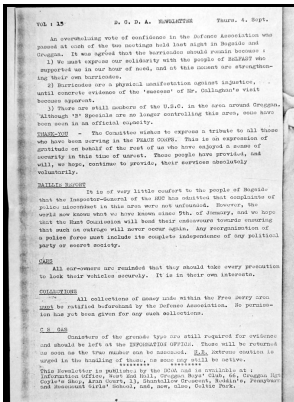 VOL : 15 D. C. D. A. NEWSLETTER Thurs. 4. Sept.
An overwhelming vote of confidence in the Defence Association was
passed at each of the two meetings held last night in Bogside and
Creggan. It was agreed that the barricades should remain because :
1) We must express our solidarity with the people of BELFAST who
supported us in our hour of need, and at this moment are strengthen-
ing their own barricades.
2) Barricades are a physical manifestation against injustice,
until concrete evidence of the 'success' of Mr. Callaghan's visit
becomes apparent.
3) There are still members of the U.S.C. in the area around Creggan.
Although 'B' Specials are no longer controlling this area, some have
been seen in an official capacity.
THANK-YOU - The Committee wishes to express a tribute to all those
who have been serving in the PEACE CORPS. This is an expression of
gratitude on behalf of the rest of us who have enjoyed a sense of
security in this time of unrest. These people have provided, and
will, we hope, continue to provide, their services absolutely
voluntarily.
BAILLIE REPORT
It is of very little comfort to the people of Bogside
that the Inspector-General of the RUC has admitted that complaints of
police misconduct in this area were not unfounded. However, the
world now knows what we have known since 5th. of January, and we hope
that the Hunt Commission will bend their endeavours towards ensuring
that such an outrage will never occur again. Any reorganisation of
a police force must include its complete independence of any political
party or secret society.
CARS
All car-owners are reminded that they should take every precaution
to lock their vehicles securely. It is in their own interests.
COLLECTIONS
All collections of money made within the Free Derry area
must be ratified beforehand by the Defence Association. No permiss-
ion has yet been given for any such collections.
C.S. GAS
Canisters of the grenade type are still required for evidence
and should be left at the INFORMATION OFFICE. These will be returned
as soon as the true number can be assessed. N.B. Extreme caution is
urged in the handling of these, as some may still be active.
This Newsletter is published by the DCDA and is available at :
Information Office, West End Hall, Creggan Boys' Club, 66, Creggan Hgt
Coyle's Shop, Arah Court, 13, Shantallow Crescent, Roddin's, Pennyburn
and Rosemount Girls' School, and, now, also, Celtic Park.